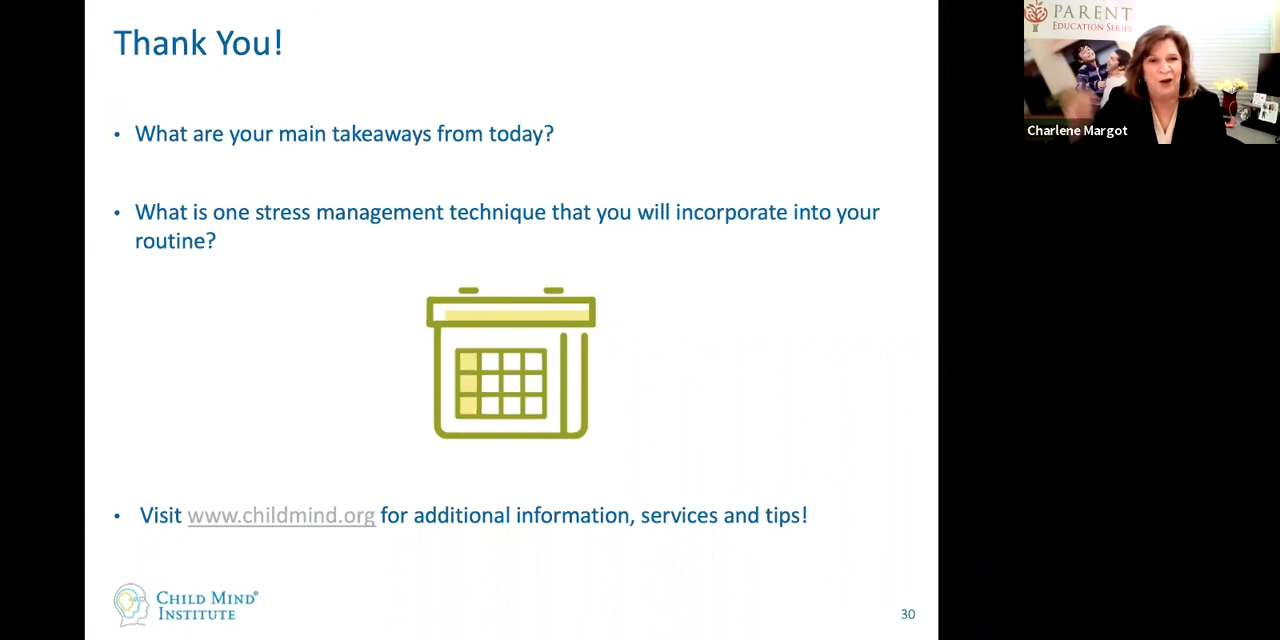 Thank You!
• What are your main takeaways from today?
• What is one stress management technique that you will incorporate into your
routine?
• Visit www.childmind.org for additional information, services and tips!
CHILD MIND®
INSTITUTE
30
PARENT
EDUCATION SERIES
Charlene Margot